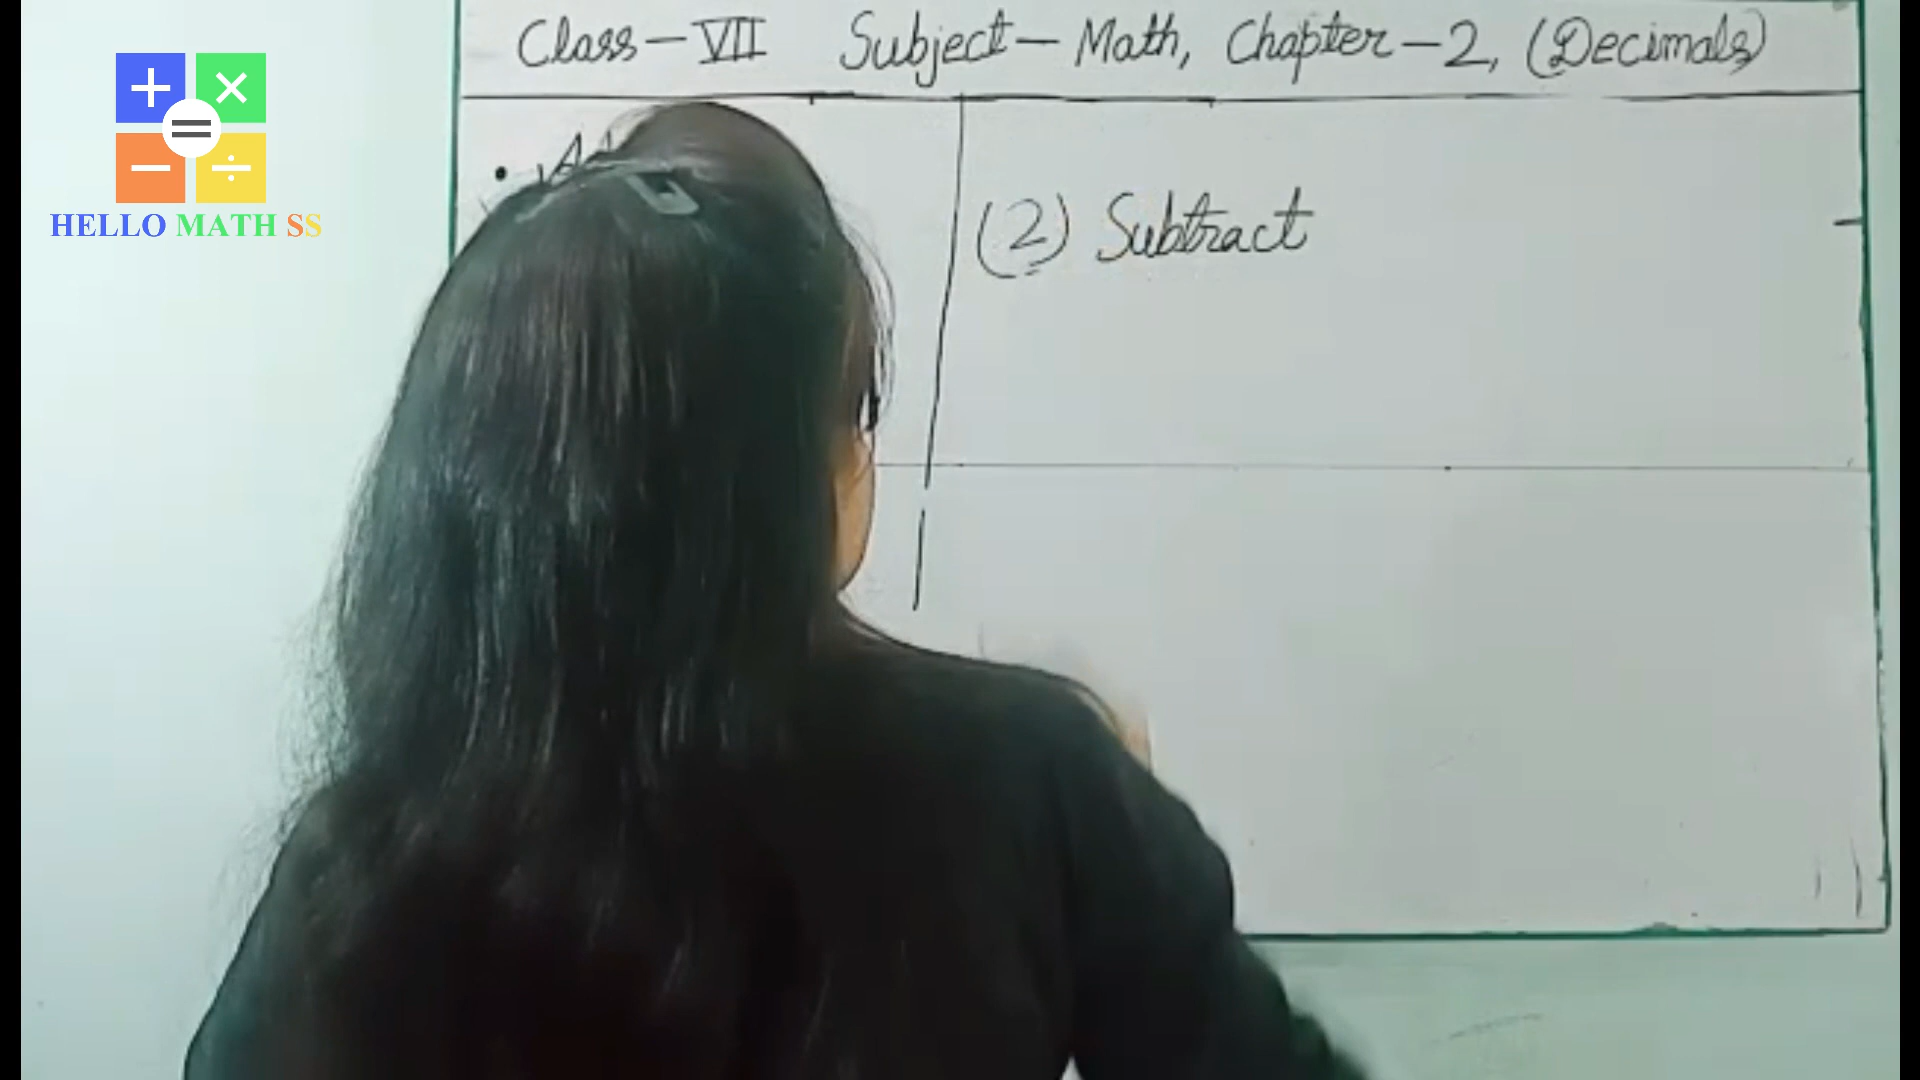 Class-VII Subject-Math, Chapter-2, (Decimals)
(2) Subtract
HELLO MATH SS